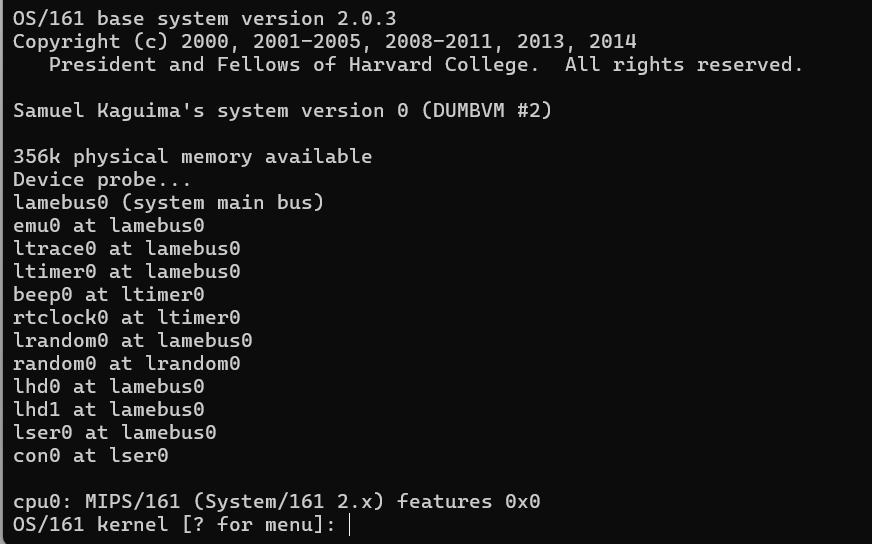 OS/161 base system version 2.0.3
Copyright (c) 2000, 2001-2005, 2008-2011, 2013, 2014
   President and Fellows of Harvard College.  All rights reserved.

Samuel Kaguima's system version 0 (DUMBVM #2)

356k physical memory available
Device probe...
lamebus0 (system main bus)
emu0 at lamebus0
ltrace0 at lamebus0
ltimer0 at lamebus0
beep0 at ltimer0
rtclock0 at ltimer0
lrandom0 at lamebus0
random0 at lrandom0
lhd0 at lamebus0
lhd1 at lamebus0
lser0 at lamebus0
con0 at lser0

cpu0: MIPS/161 (System/161 2.x) features 0x0
OS/161 kernel [? for menu]: